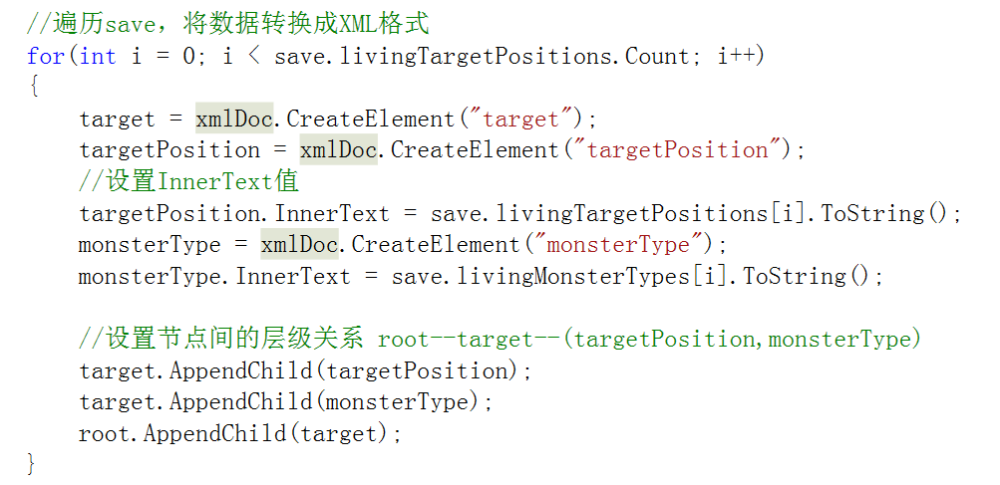 //遍历save，将数据转换成XML格式
for(int i = 0; i < save.livingTargetPositions.Count; i++)
{
target = xmlDoc.CreateElement("target");
targetPosition = xmlDoc.CreateElement("targetPosition");
//设置InnerText值
targetPosition.InnerText = save.livingTargetPositions[i].ToString();
monsterType = xmlDoc.CreateElement("monsterType");
monsterType.InnerText = save.livingMonsterTypes[i].ToString();
//设置节点间的层级关系 root--target--(targetPosition,monsterType)
target.AppendChild(targetPosition);
target.AppendChild(monsterType);
root.AppendChild(target);
}